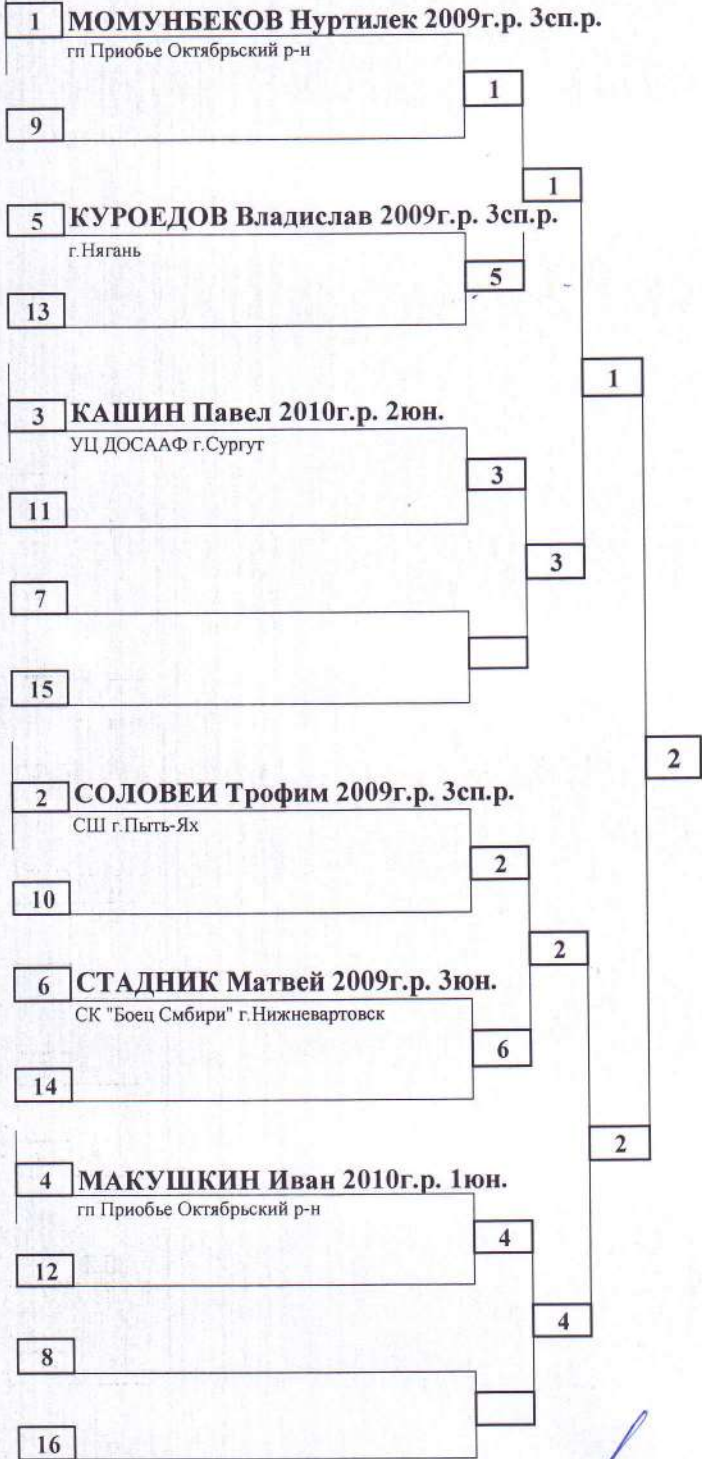 1 МОМУНБЕКОВ Нуртилек 2009г.р. 3сп.р.
гп Приобье Октябрьский р-н
1
9
1
5 КУРОЕДОВ Владислав 2009г.р. 3сп.р.
г.Нягань
5
13
1
3 КАШИН Павел 2010г.р. 2юн.
УЦ ДОСААФ г.Сургут
3
11
3
7
15
2
2 СОЛОВЕИ Трофим 2009г.р. 3сп.р.
СШ г.Пыть-Ях
2
10
2
6 СТАДНИК Матвей 2009г.р. 3юн.
СК "Боец Смбири" г.Нижневартовск
6
14
2
4 МАКУШКИН Иван 2010г.р. 1юн.
гп Приобье Октябрьский р-н
4
12
4
8
16